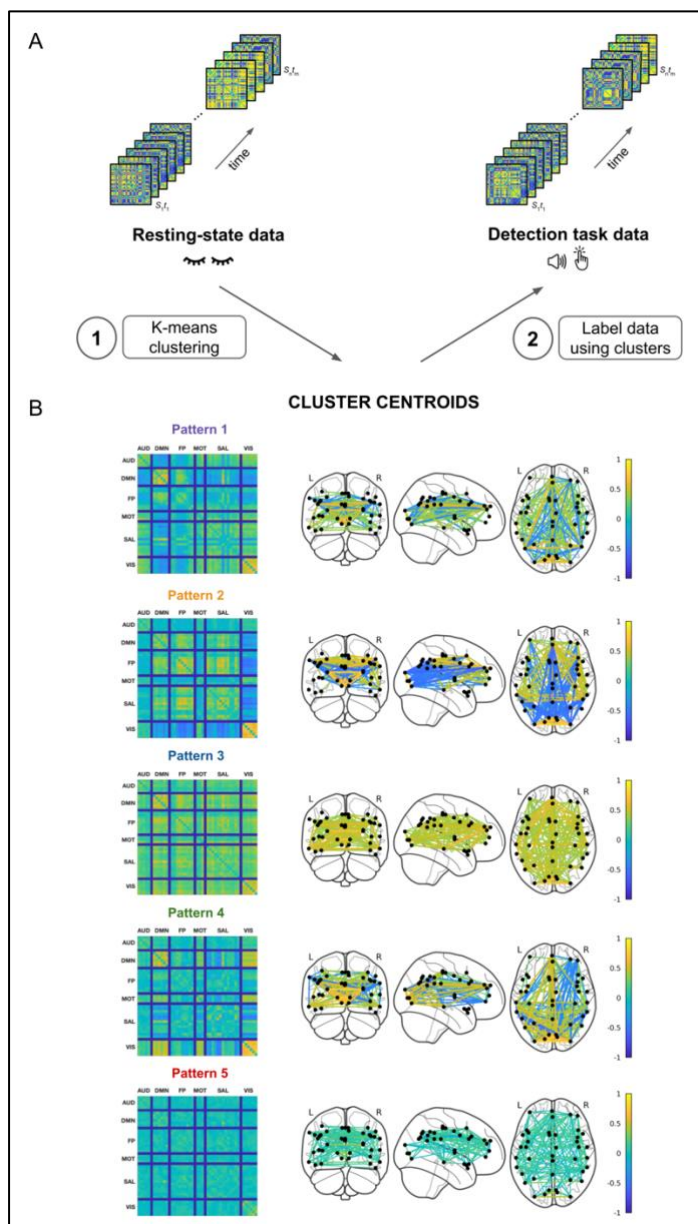 A
SₙtₘSₙtₘ
time
time
S₁t₁
S₁t₁
Resting-state data
Detection task data
1
K-means
clustering
2
Label data
using clusters
B
CLUSTER CENTROIDS
Pattern 1
AUD DMN FP MOT SAL VIS
AUD
DMN
FP
MOT
SAL
VIS
L R L R
1
0.5
0
-0.5
-1
Pattern 2
AUD DMN FP MOT SAL VIS
AUD
DMN
FP
MOT
SAL
VIS
L R L R
1
0.5
0
-0.5
-1
Pattern 3
AUD DMN FP MOT SAL VIS
AUD
DMN
FP
MOT
SAL
VIS
L R L R
1
0.5
0
-0.5
-1
Pattern 4
AUD DMN FP MOT SAL VIS
AUD
DMN
FP
MOT
SAL
VIS
L R L R
1
0.5
0
-0.5
-1
Pattern 5
AUD DMN FP MOT SAL VIS
AUD
DMN
FP
MOT
SAL
VIS
L R L R
1
0.5
0
-0.5
-1